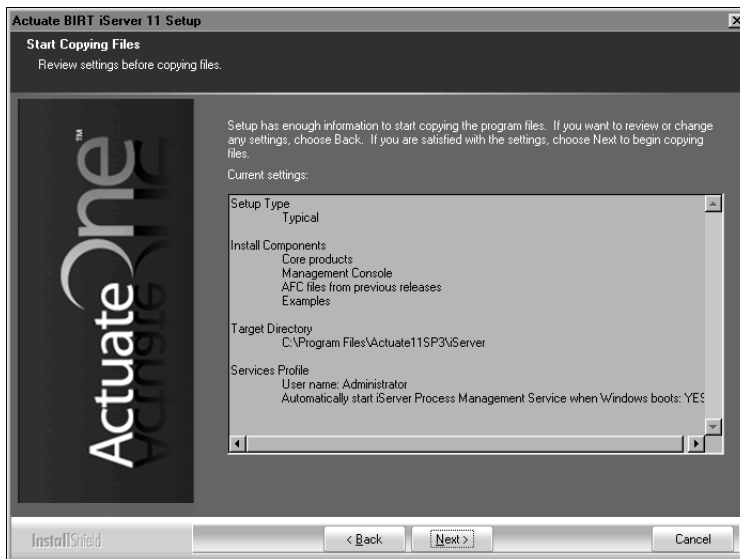 Actuate BIRT iServer 11 Setup
Start Copying Files
Review settings before copying files.
Setup has enough information to start copying the program files. If you want to review or change
any settings, choose Back. If you are satisfied with the settings, choose Next to begin copying
files.
Current settings:
Setup Type
Typical
Install Components
Core products
Management Console
AFC files from previous releases
Examples
Target Directory
C:\Program Files\Actuate11SP3\iServer
Services Profile
User name: Administrator
Automatically start iServer Process Management Service when Windows boots: YES
ActuateOne™
InstallShield
< Back
Next >
Cancel